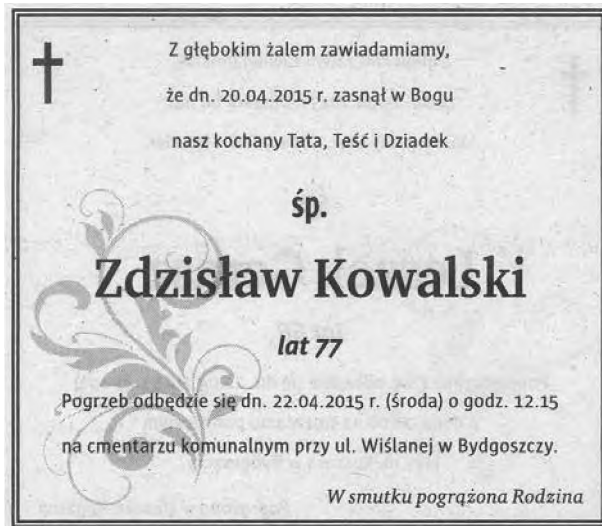 Z głębokim żalem zawiadamiamy,
że dn. 20.04.2015 r. zasnął w Bogu
nasz kochany Tata, Teść i Dziadek
śp.
Zdzisław Kowalski
lat 77
Pogrzeb odbędzie się dn. 22.04.2015 r. (środa) o godz. 12.15
na cmentarzu komunalnym przy ul. Wiślanej w Bydgoszczy.
W smutku pogrążona Rodzina